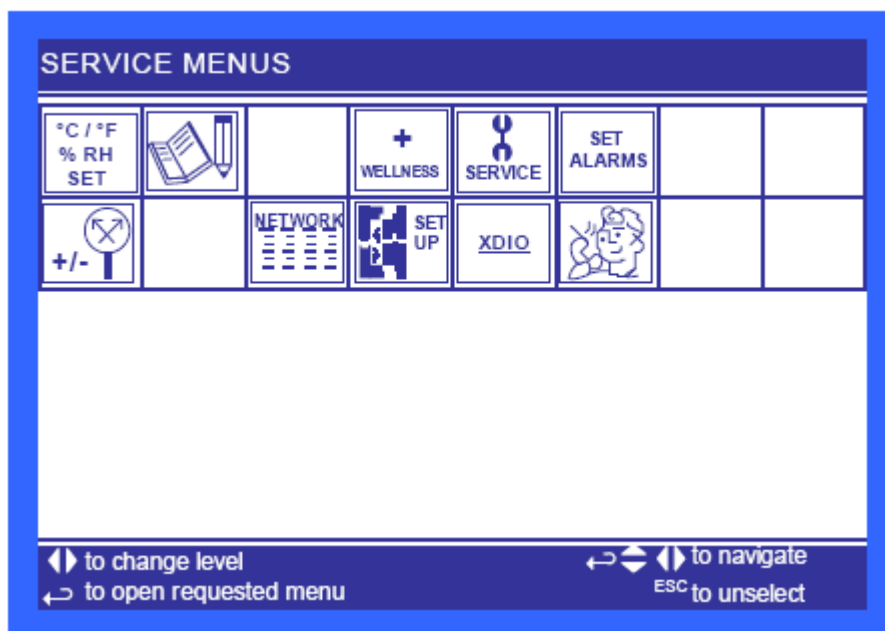 SERVICE MENUS
°C / °F
% RH
SET
+
WELLNESS
SERVICE
SET
ALARMS
+/-
NETWORK
SET
UP
XDIO
to change level
to navigate
to open requested menu
ESC to unselect